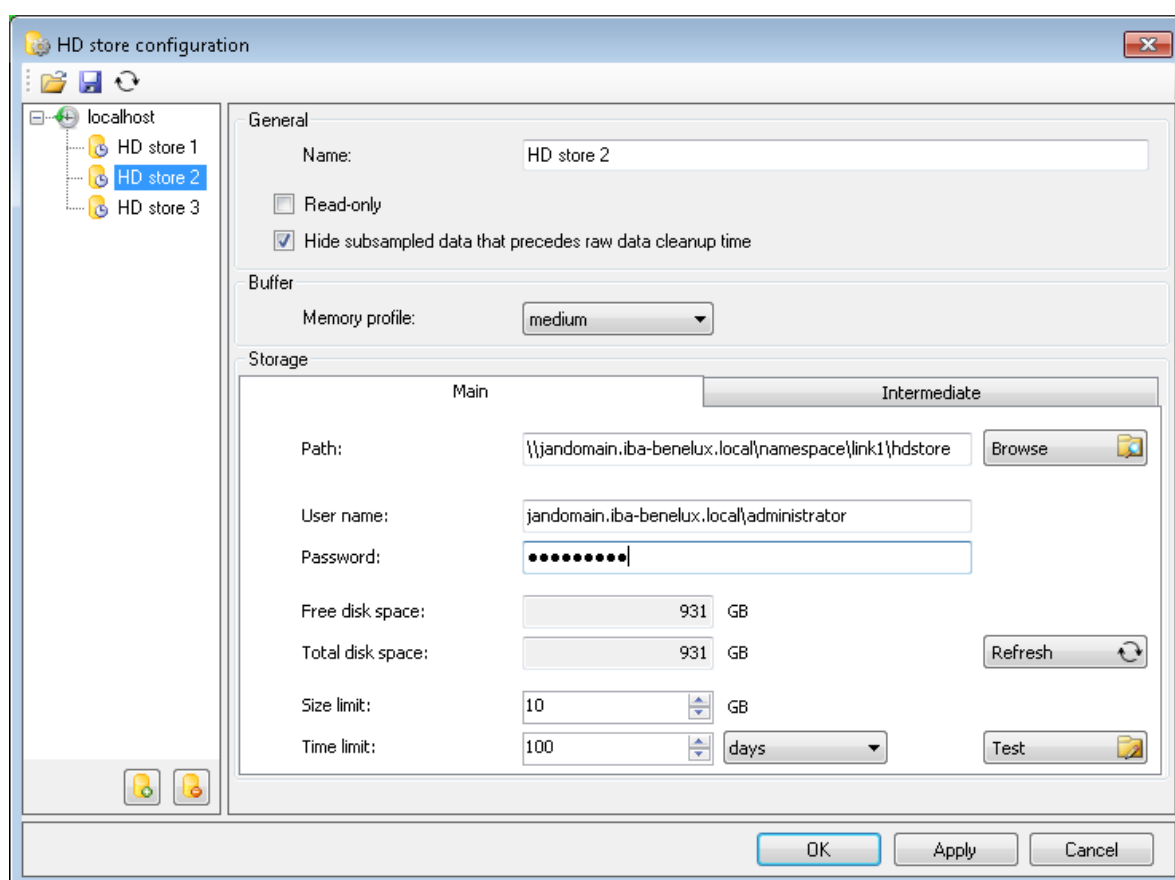 HD store configuration
localhost
HD store 1
HD store 2
HD store 3
General
Name: HD store 2
Read-only
Hide subsampled data that precedes raw data cleanup time
Buffer
Memory profile: medium
Storage
Main Intermediate
Path: \\jandomain.iba-benelux.local\namespace\link1\hdstore Browse
User name: jandomain.iba-benelux.local\administrator
Password: ●●●●●●●●●
Free disk space: 931 GB
Total disk space: 931 GB Refresh
Size limit: 10 GB
Time limit: 100 days Test
OK Apply Cancel